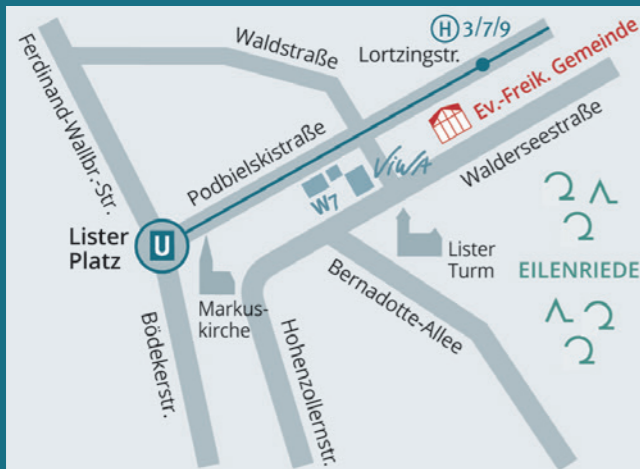 Ferdinand-Wallbr.-Str.
Waldstraße
H 3/7/9
Lortzingstr.
Ev.-Freik. Gemeinde
Podbielskistraße
ViWA
W7
Walderseestraße
Lister
Platz
U
Markus-
kirche
Lister
Turm
EILENRIEDE
Bödekerstr.
Hohenzollernstr.
Bernadotte-Allee